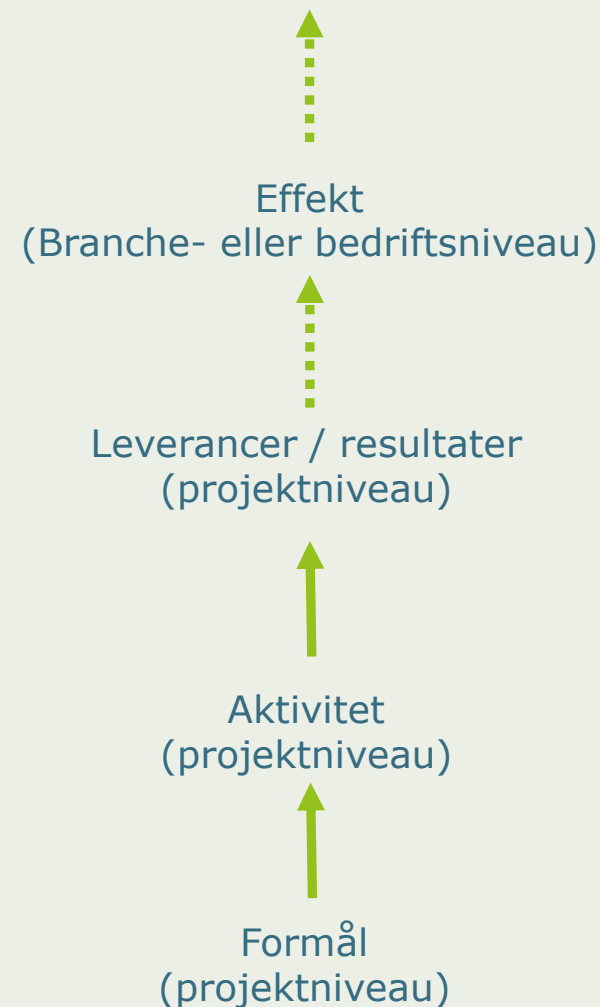 Effekt
(Branche- eller bedriftsniveau)
Leverancer / resultater
(projektniveau)
Aktivitet
(projektniveau)
Formål
(projektniveau)